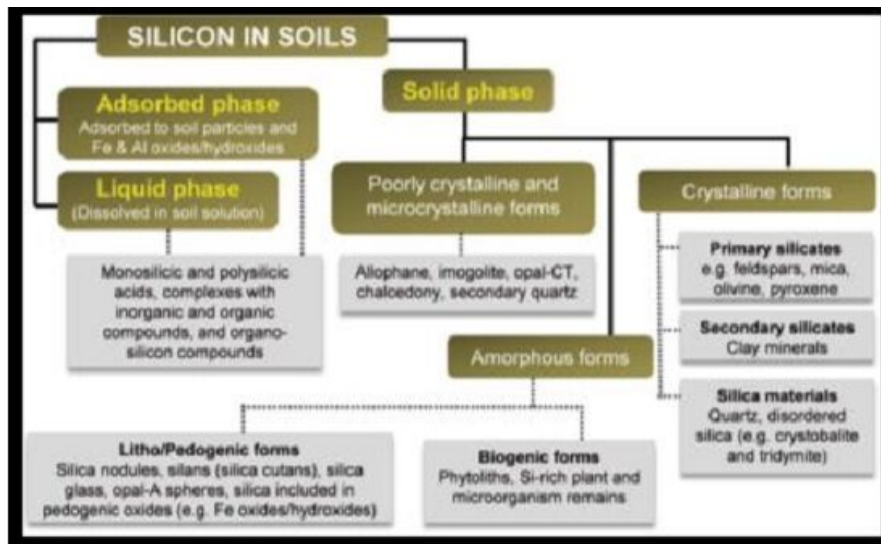 SILICON IN SOILS
Adsorbed phase
Adsorbed to soil particles and
Fe & Al oxides/hydroxides
Liquid phase
(Dissolved in soil solution)
Monosilicic and polysilicic
acids, complexes with
inorganic and organic
compounds, and organo-
silicon compounds
Solid phase
Poorly crystalline and
microcrystalline forms
Allophane, imogolite, opal-CT,
chalcedony, secondary quartz
Crystalline forms
Primary silicates
e.g. feldspars, mica,
olivine, pyroxene
Secondary silicates
Clay minerals
Silica materials
Quartz, disordered
silica (e.g. crystobalite
and tridymite)
Amorphous forms
Litho/Pedogenic forms
Silica nodules, silans (silica cutans), silica
glass, opal-A spheres, silica included in
pedogenic oxides (e.g. Fe oxides/hydroxides)
Biogenic forms
Phytoliths, Si-rich plant and
microorganism remains